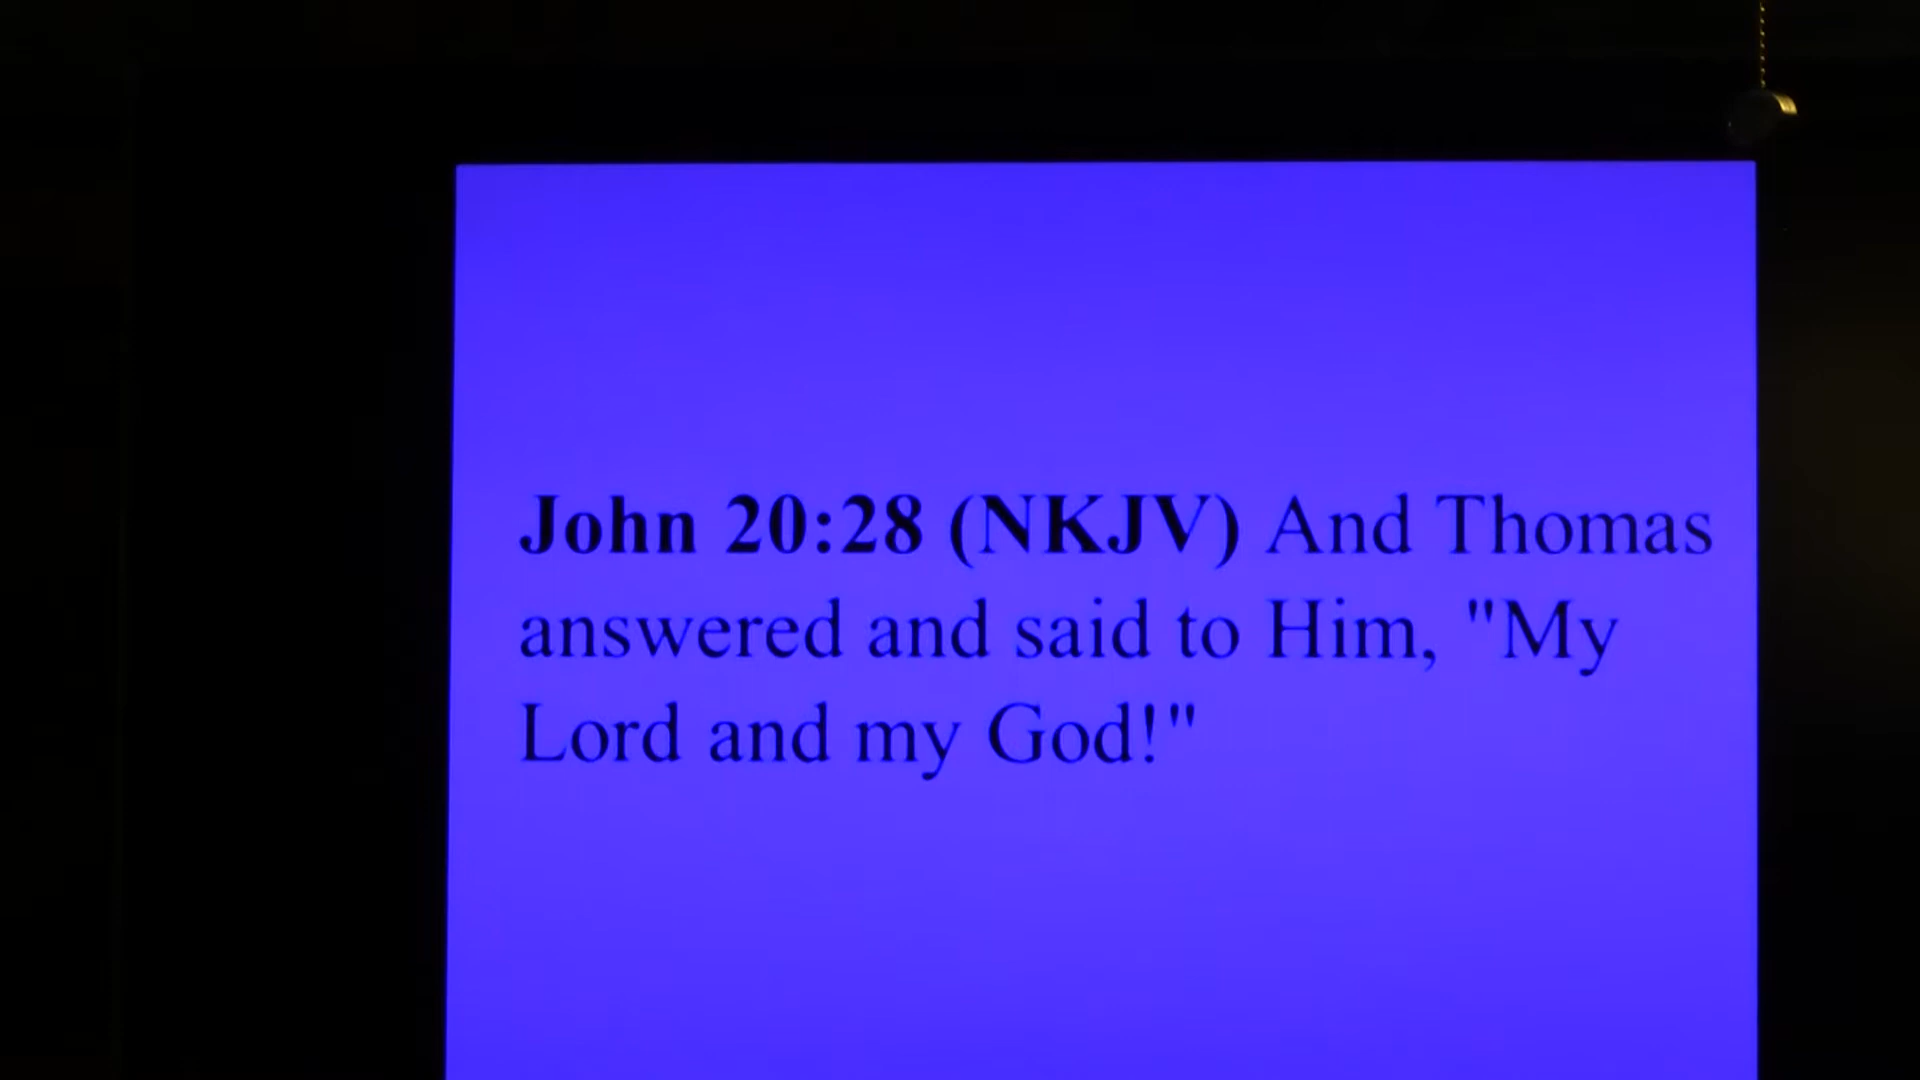 John 20:28 (NKJV) And Thomas
answered and said to Him, "My
Lord and my God!"